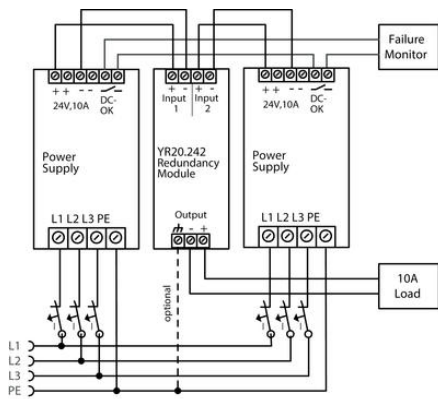 Failure
Monitor
+ + - -
24V,10A
DC-
OK
Power
Supply
L1 L2 L3 PE
+ - + -
Input
1
Input
2
YR20.242
Redundancy
Module
Output
- +
optional
+ + - -
24V,10A
DC-
OK
Power
Supply
L1 L2 L3 PE
10A
Load
I
I
I
I
I
I
L1
L2
L3
PE